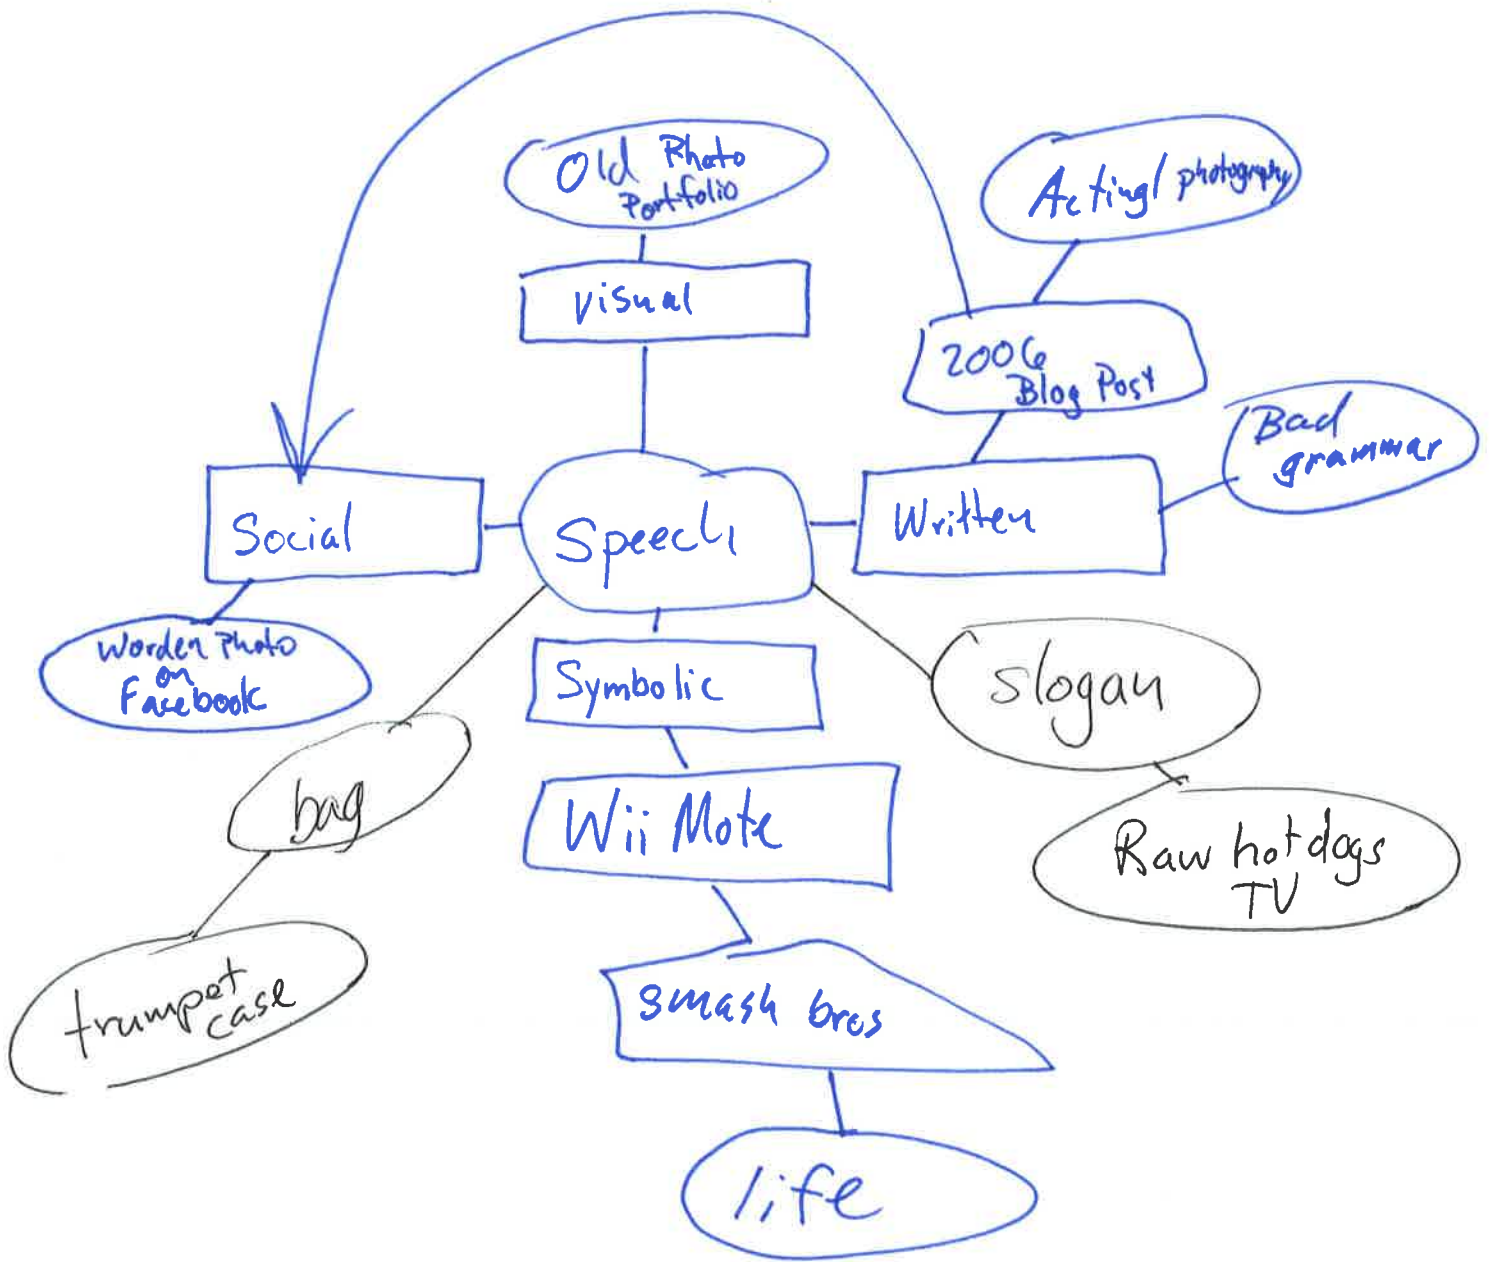 Old Photo
Portfolio
Acting/ photography
Visual
2006
Blog Post
Bad
grammar
Social
Speech
Written
Worden Photo
on
Facebook
Symbolic
slogan
bag
Wii Mote
Raw hotdogs
TV
trumpet
case
smash bros
life